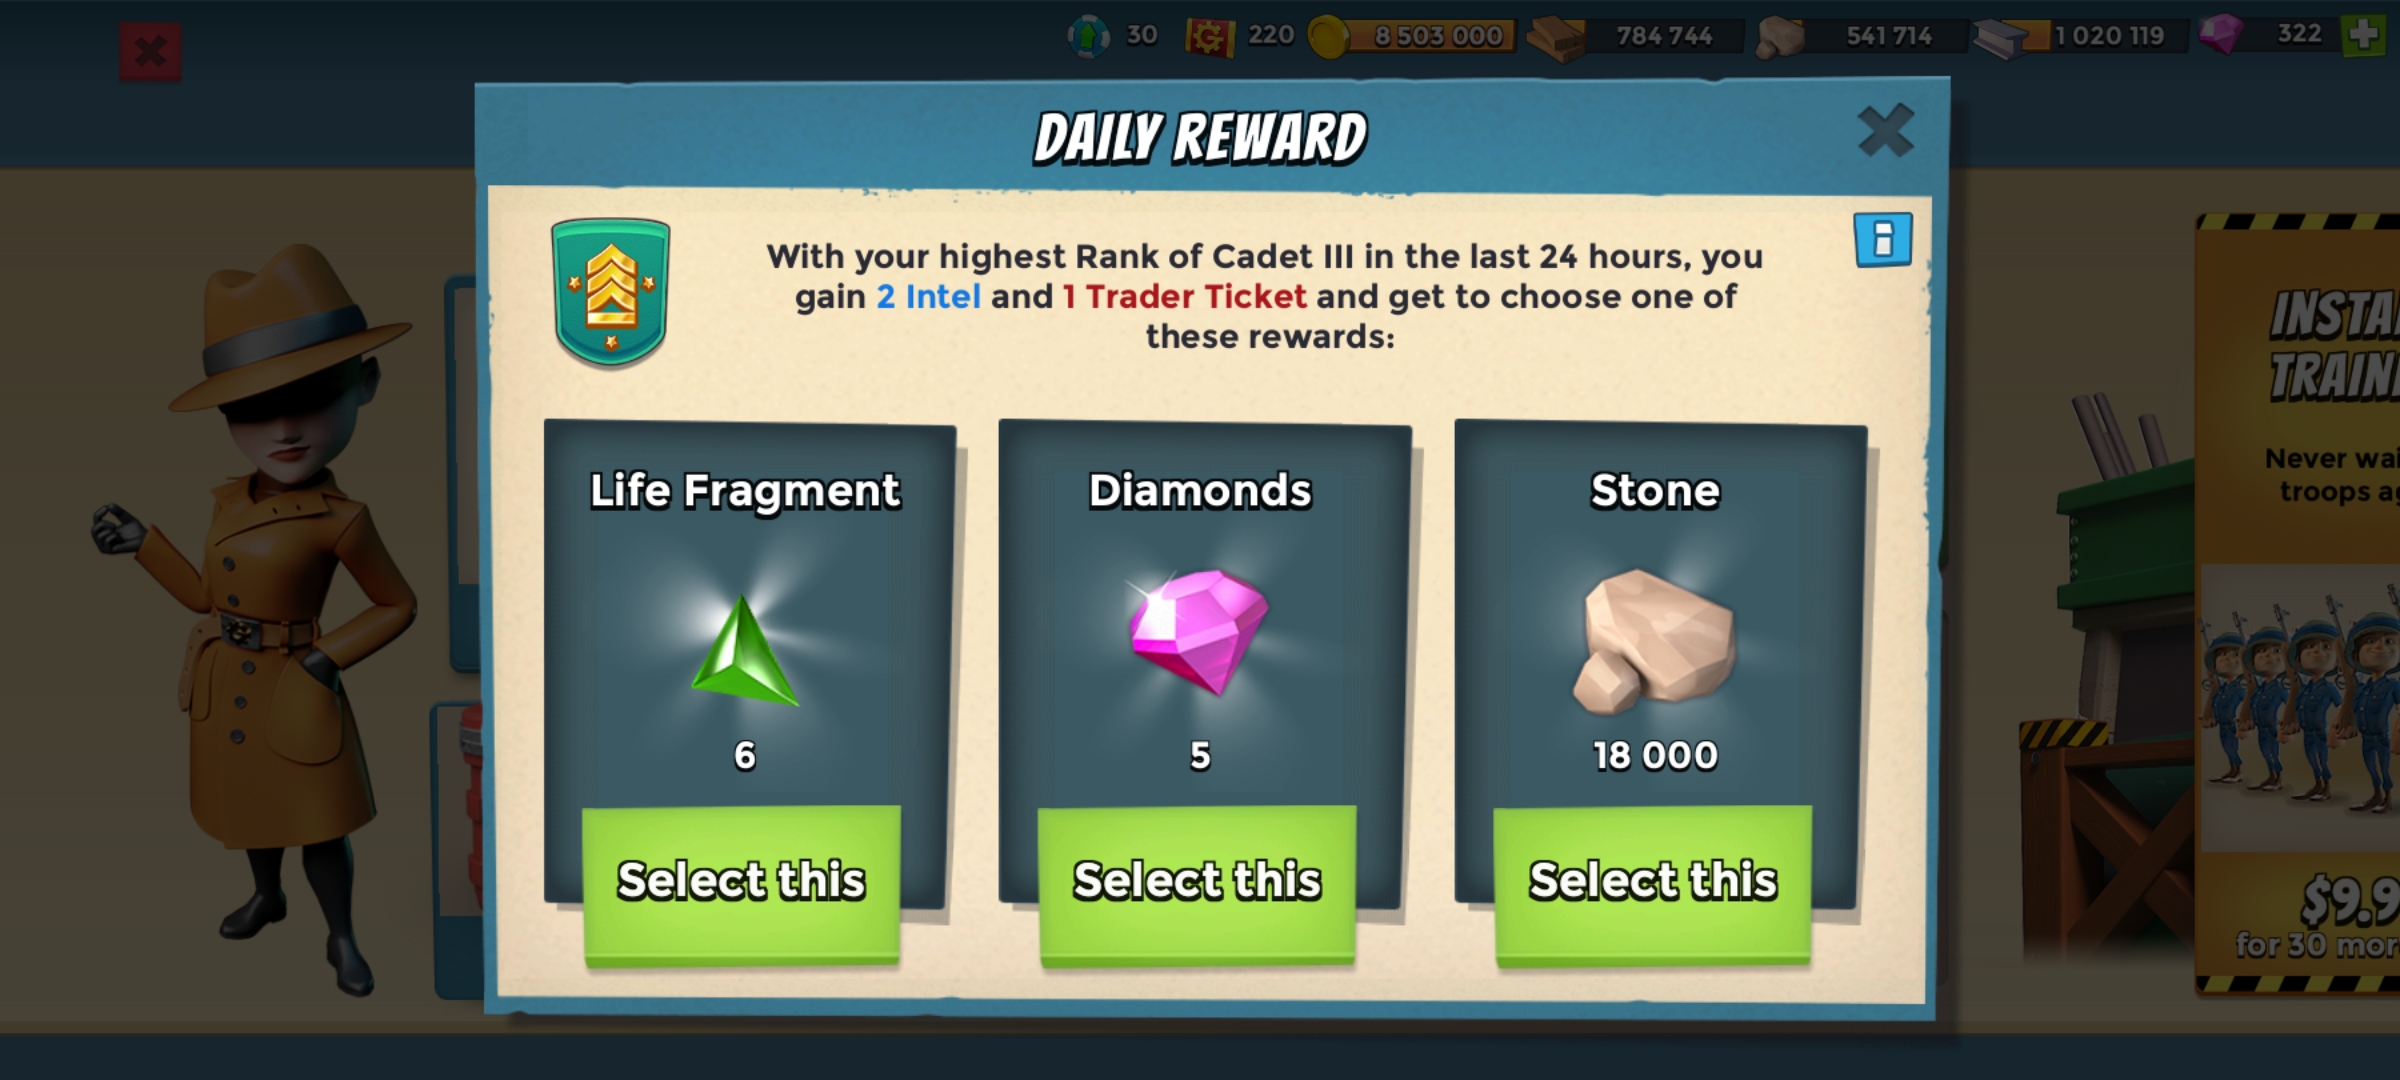 30 220 8 503 000 784 744 541 714 1 020 119 322
DAILY REWARD
With your highest Rank of Cadet III in the last 24 hours, you
gain 2 Intel and 1 Trader Ticket and get to choose one of
these rewards:
Life Fragment
6
Select this
Diamonds
5
Select this
Stone
18 000
Select this
Never
troops
$9.9
for 30